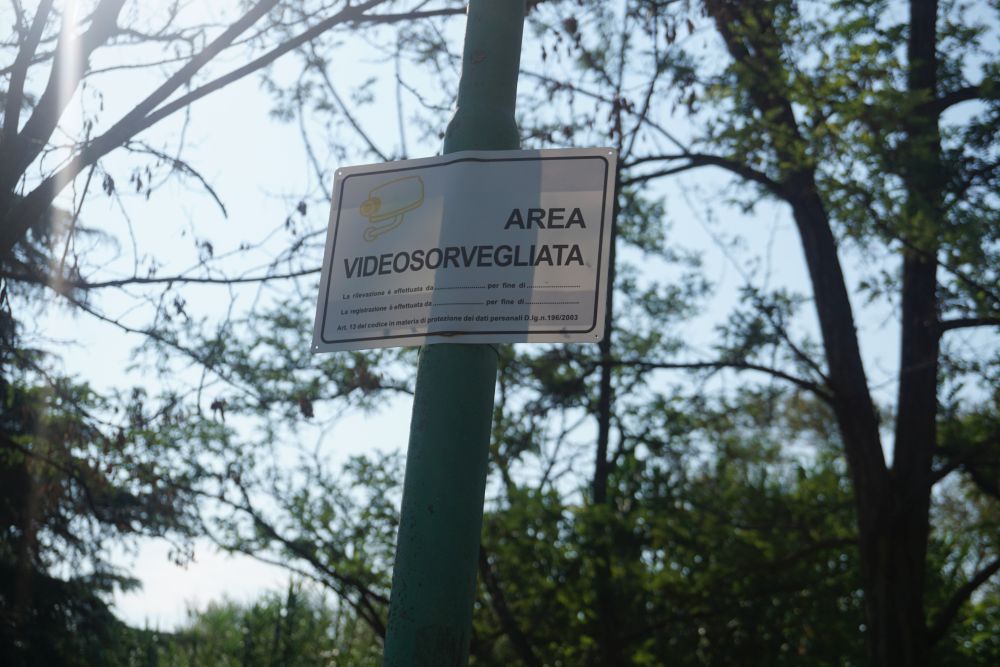 AREA
VIDEOSORVEGLIATA
La rilevazione è effettuata da ........................ per fine di ........................
La registrazione è effettuata da ........................ per fine di ........................
Art. 13 del codice in materia di protezione dei dati personali D.lg.n.196/2003